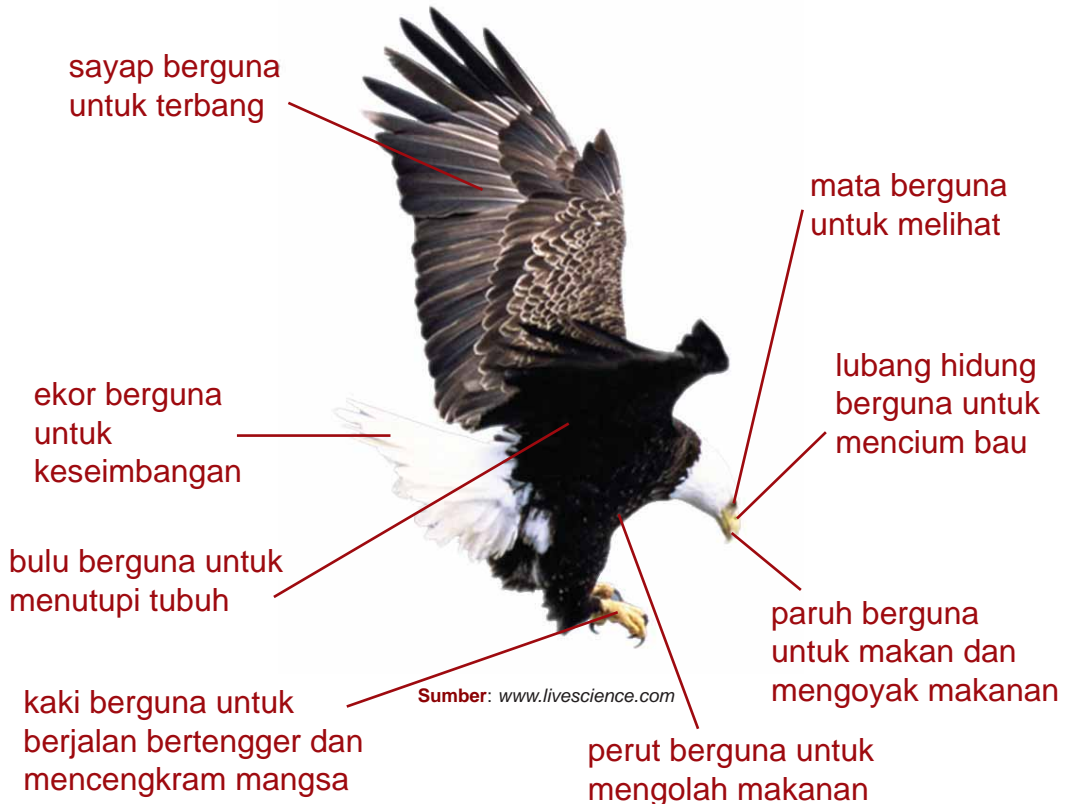 sayap berguna
untuk terbang
mata berguna
untuk melihat
lubang hidung
berguna untuk
mencium bau
ekor berguna
untuk
keseimbangan
bulu berguna untuk
menutupi tubuh
paruh berguna
untuk makan dan
mengoyak makanan
kaki berguna untuk
berjalan bertengger dan
mencengkram mangsa
Sumber: www.livescience.com
perut berguna untuk
mengolah makanan